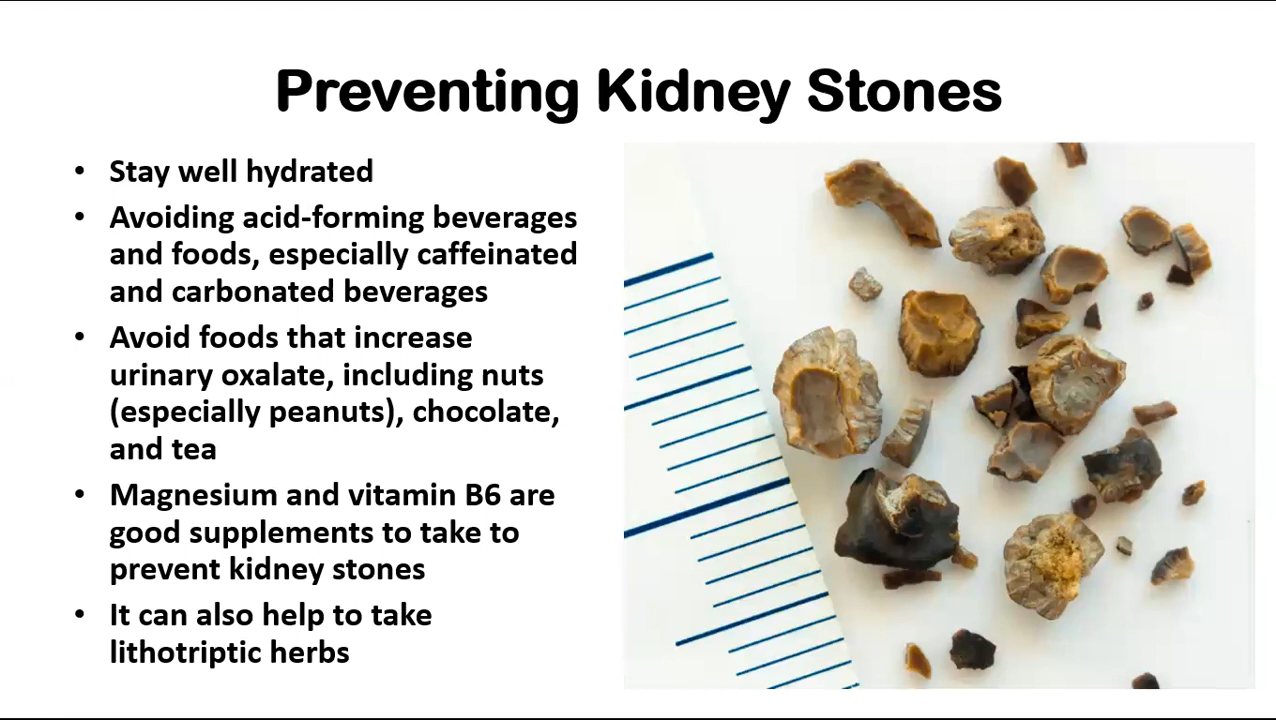 Preventing Kidney Stones
• Stay well hydrated
• Avoiding acid-forming beverages
and foods, especially caffeinated
and carbonated beverages
• Avoid foods that increase
urinary oxalate, including nuts
(especially peanuts), chocolate,
and tea
• Magnesium and vitamin B6 are
good supplements to take to
prevent kidney stones
• It can also help to take
lithotriptic herbs